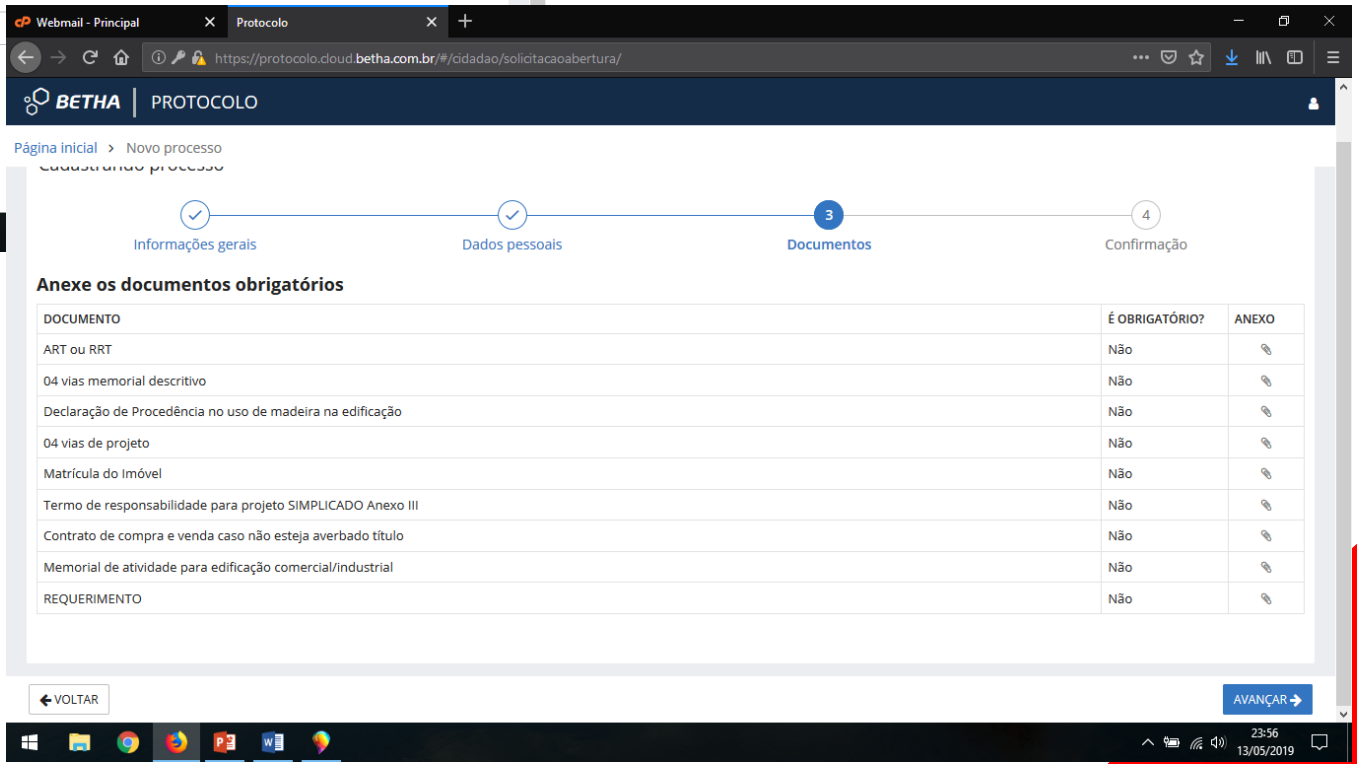 cP Webmail - Principal
Protocolo
https://protocolo.cloud.betha.com.br/#/cidadao/solicitacaoabertura/
BETHA | PROTOCOLO
Página inicial > Novo processo
Cadastrando processo
3
4
Informações gerais
Dados pessoais
Documentos
Confirmação
Anexe os documentos obrigatórios
DOCUMENTO É OBRIGATÓRIO? ANEXO
ART ou RRT Não
04 vias memorial descritivo Não
Declaração de Procedência no uso de madeira na edificação Não
04 vias de projeto Não
Matrícula do Imóvel Não
Termo de responsabilidade para projeto SIMPLICADO Anexo III Não
Contrato de compra e venda caso não esteja averbado título Não
Memorial de atividade para edificação comercial/industrial Não
REQUERIMENTO Não
VOLTAR
AVANÇAR
23:56
13/05/2019